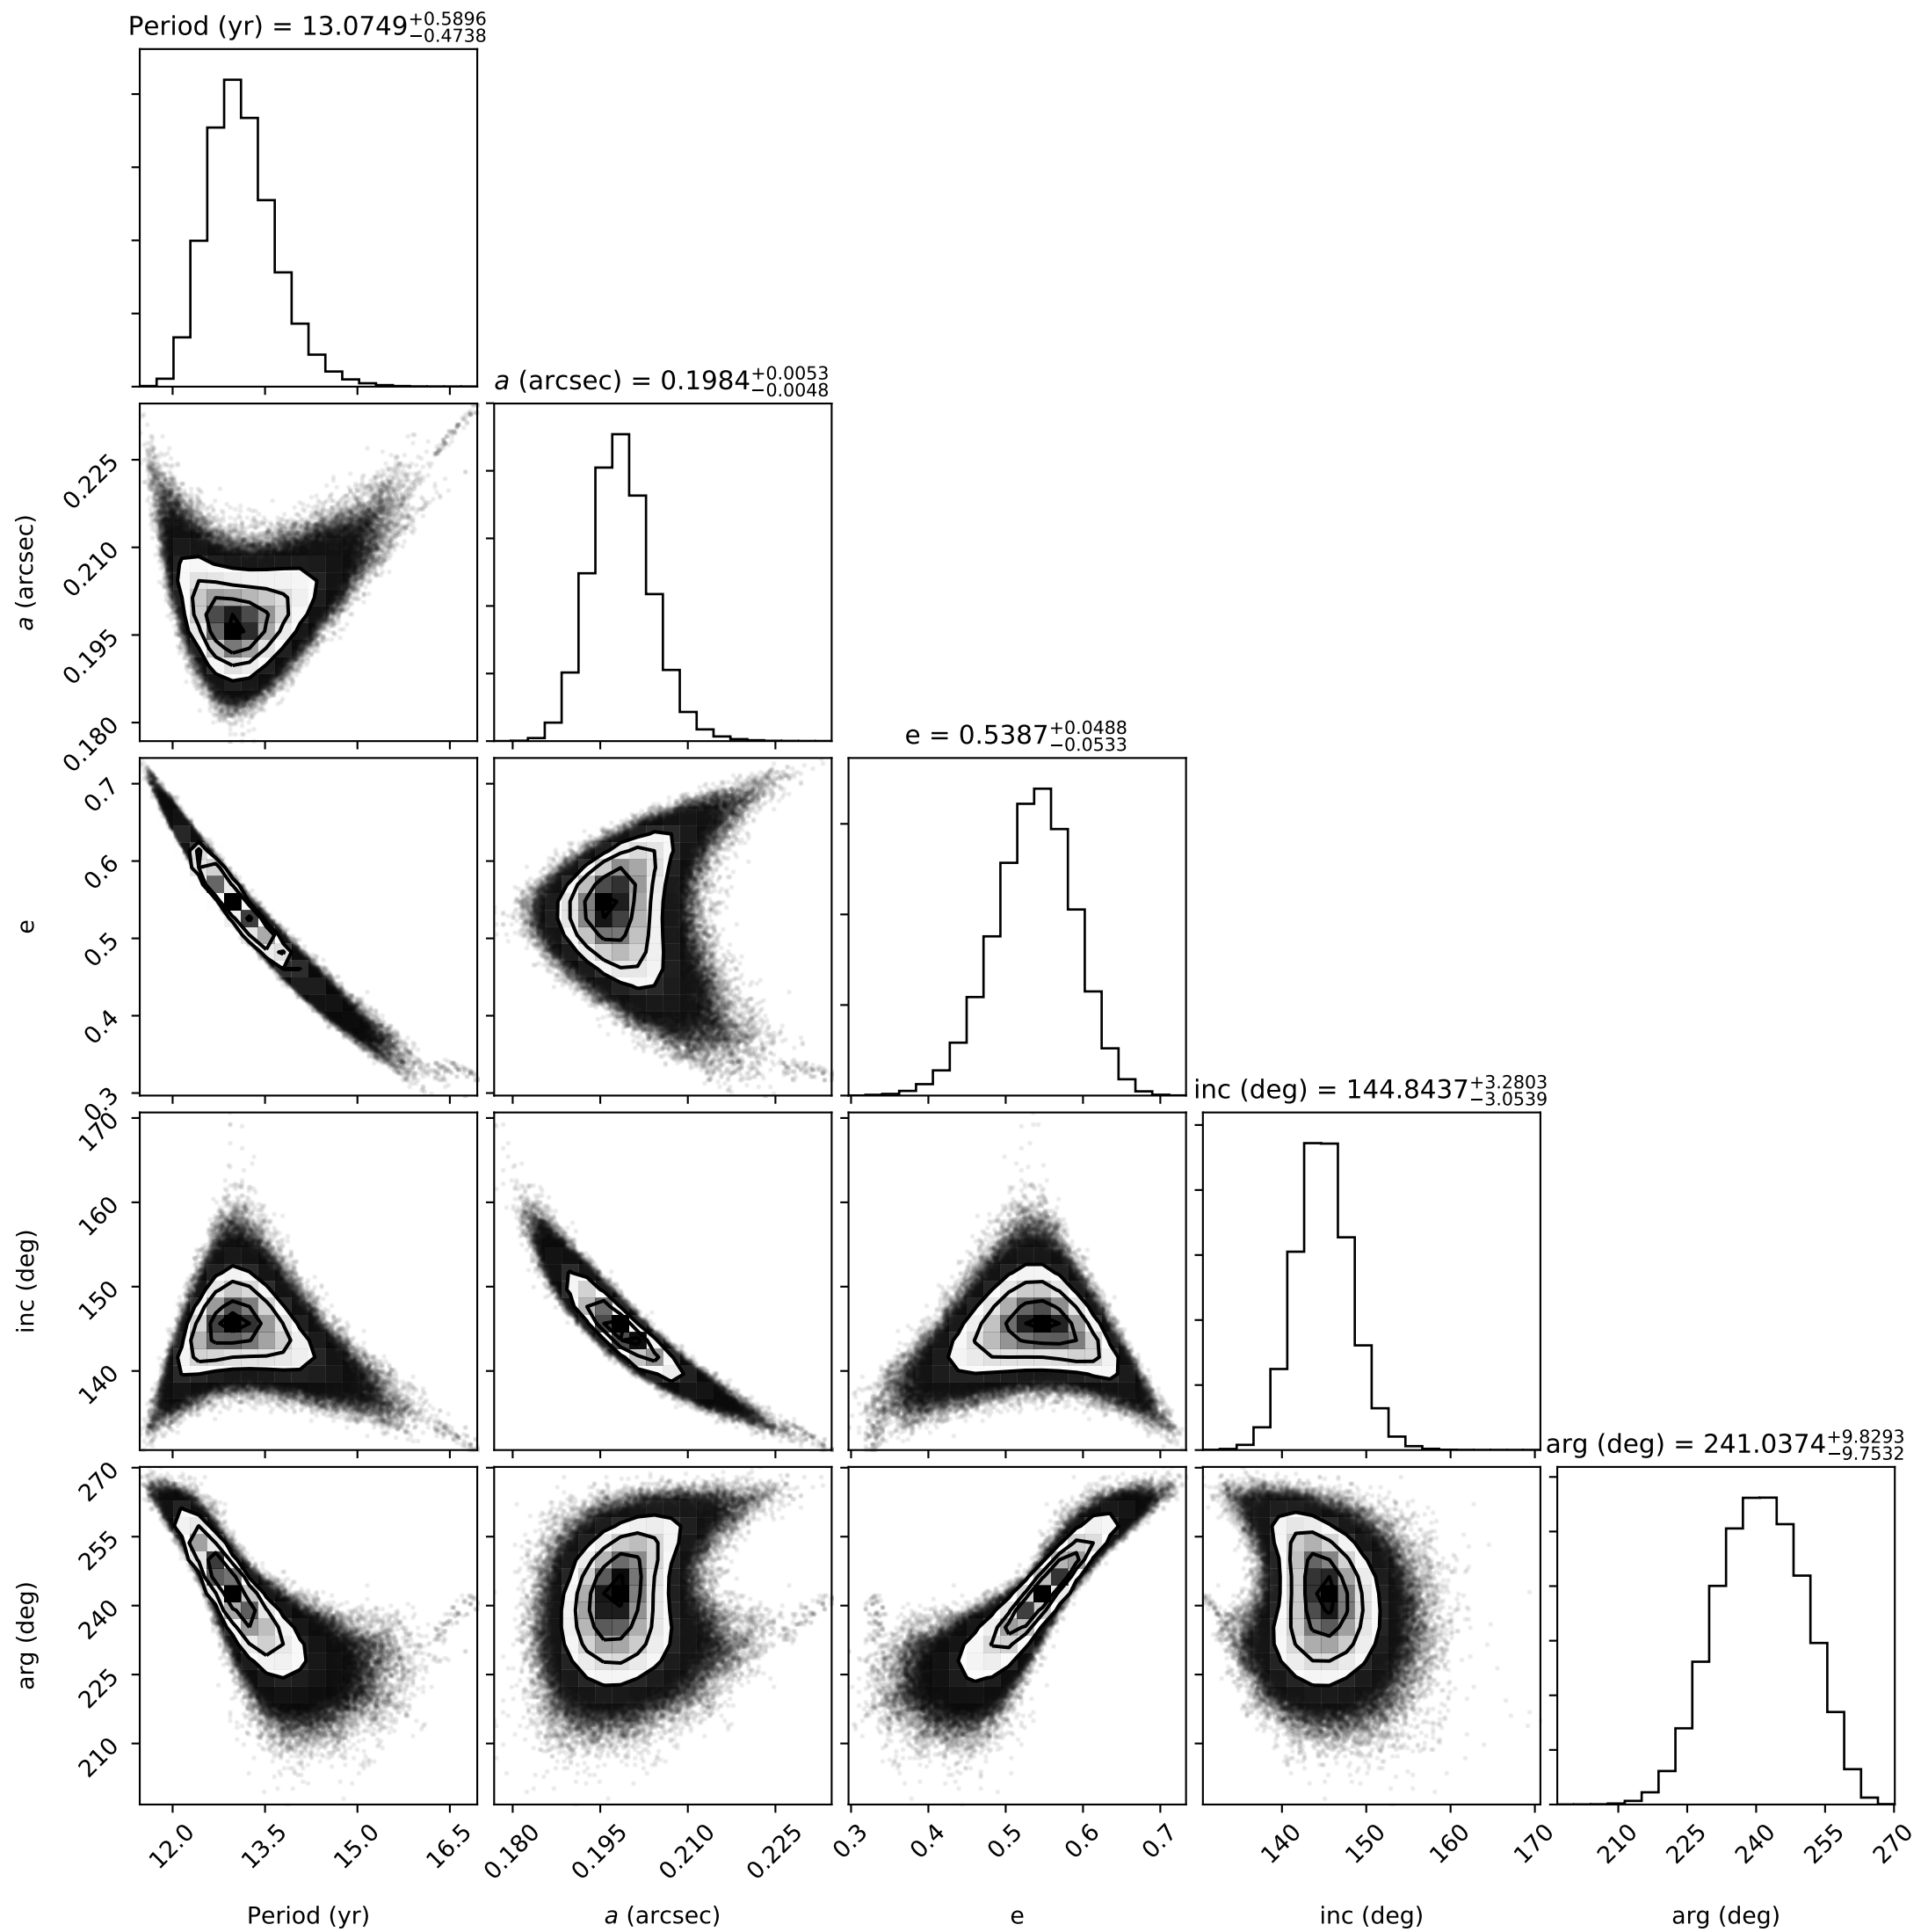 Period (yr) = 13.0749+0.5896−0.4738
a (arcsec) = 0.1984+0.0053−0.0048
0.225
0.210
0.195
0.180
a (arcsec)
e = 0.5387+0.0488−0.0533
0.7
0.6
0.5
0.4
0.3
e
inc (deg) = 144.8437+3.2803−3.0539
170
160
150
140
inc (deg)
arg (deg) = 241.0374+9.8293−9.7532
270
255
240
225
210
arg (deg)
12.0 13.5 15.0 16.5 0.180 0.195 0.210 0.225 0.3 0.4 0.5 0.6 0.7 140 150 160 170 210 225 240 255 270
Period (yr) a (arcsec) e inc (deg) arg (deg)